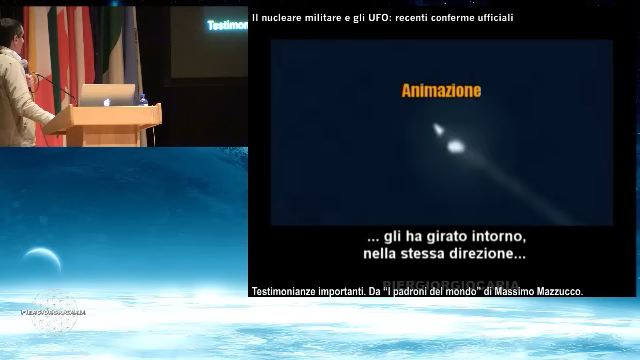 Il nucleare militare e gli UFO: recenti conferme ufficiali
Testimon
Animazione
... gli ha girato intorno,
nella stessa direzione...
PIERGIORGIOCARIA
Testimonianze importanti. Da "I padroni del mondo" di Massimo Mazzucco.
PIERGIORGIOCARIA